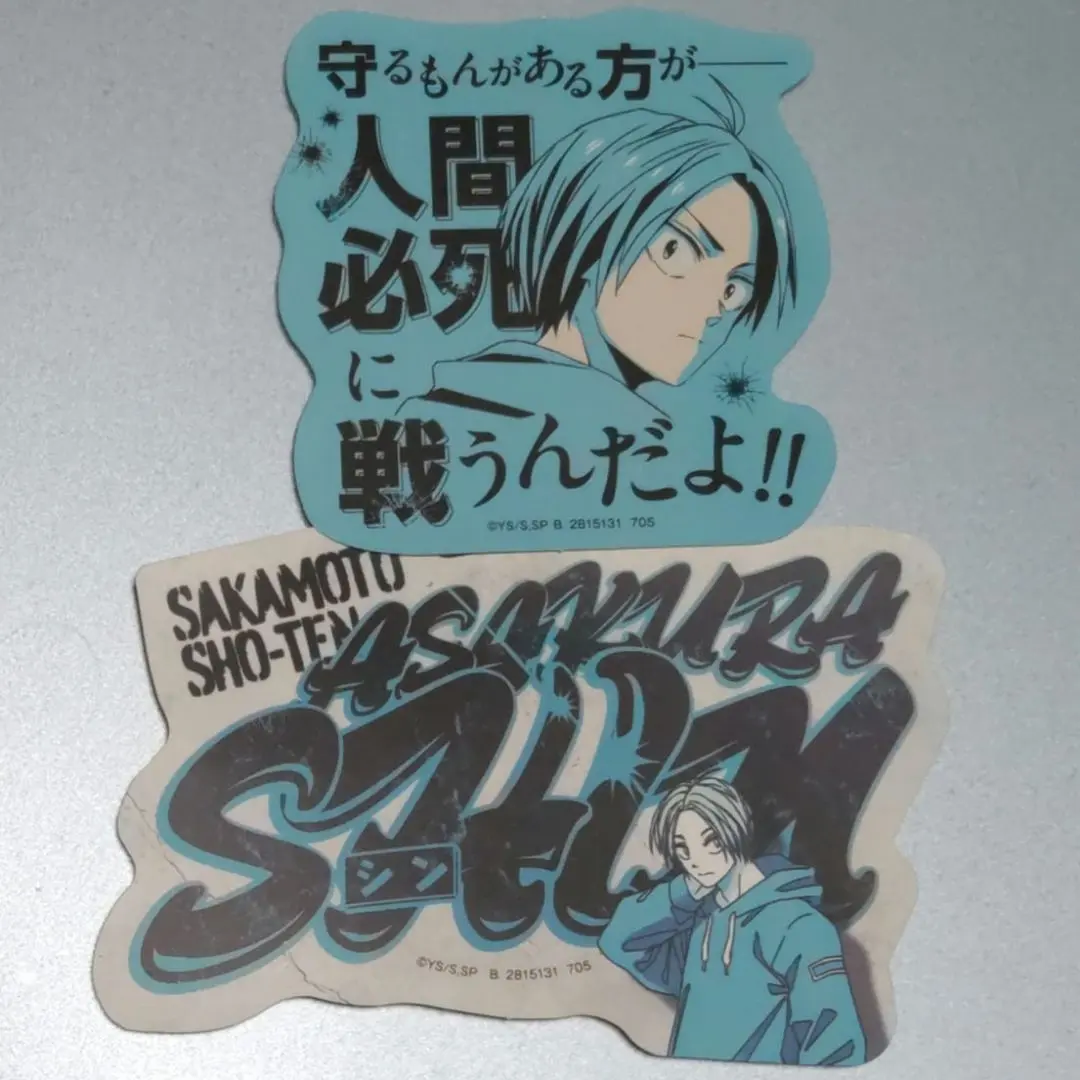 守るもんがある方が——
人間
必死
に
戦うんだよ!!
©YS/S,SP B 2815131 705
SAKAMOTO
SHO-TEN
ASAKURA
SHIN
シン
©YS/S,SP B 2815131 705